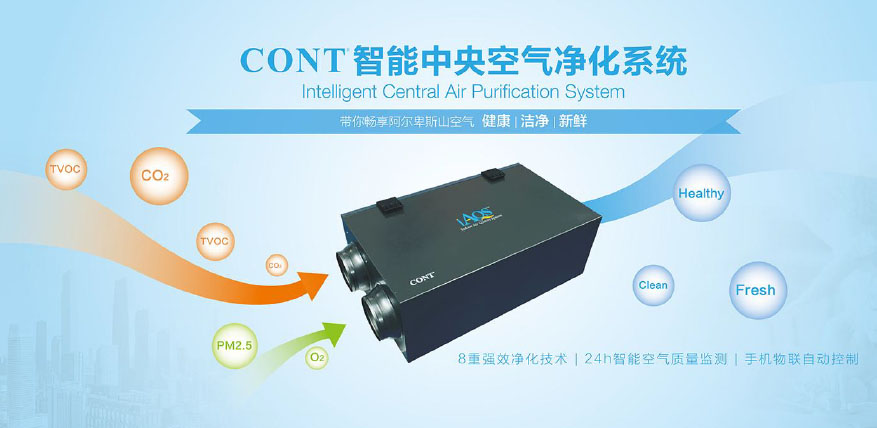 CONT® 智能中央空气净化系统
Intelligent Central Air Purification System
带你畅享阿尔卑斯山空气 健康 | 洁净 | 新鲜
TVOC
CO2
TVOC
CO2
PM2.5
O2
IAQS
CONT
Healthy
Clean
Fresh
8重强效净化技术 | 24h智能空气质量监测 | 手机物联自动控制